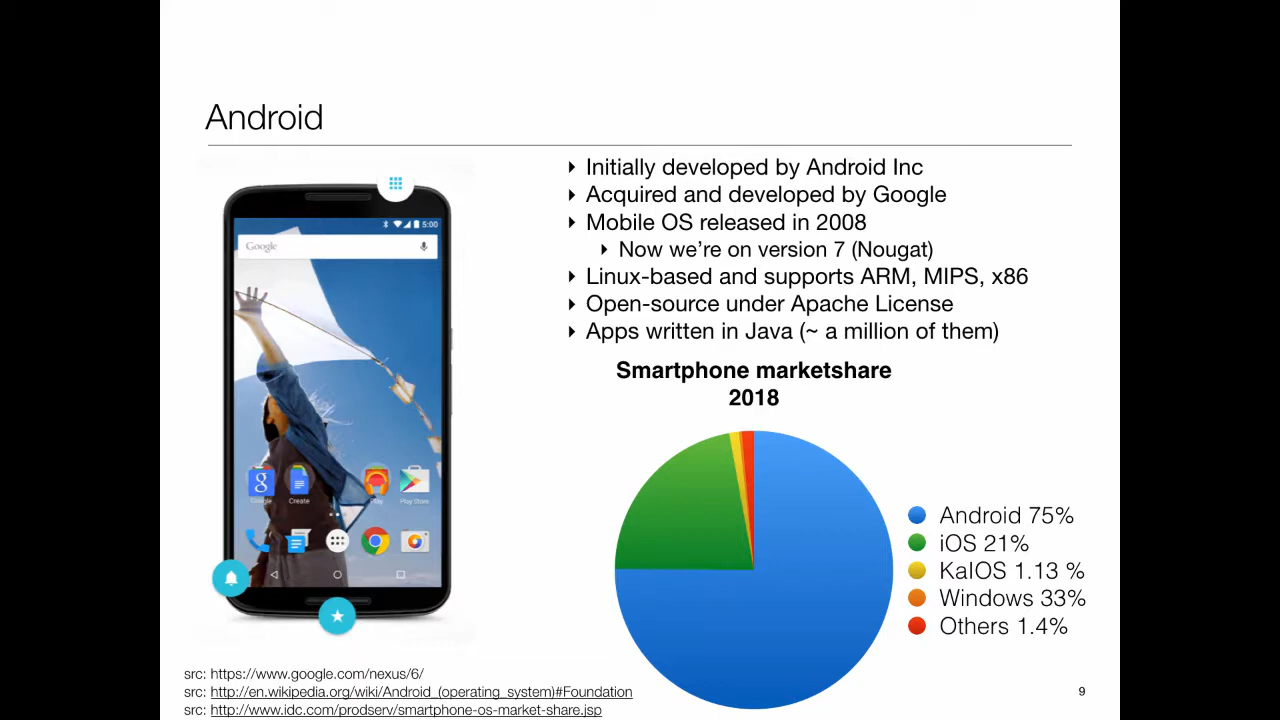 Android
▸ Initially developed by Android Inc
▸ Acquired and developed by Google
▸ Mobile OS released in 2008
▸ Now we're on version 7 (Nougat)
▸ Linux-based and supports ARM, MIPS, x86
▸ Open-source under Apache License
▸ Apps written in Java (~ a million of them)
5:00
Google
Google
Create
Play
Play Store
Smartphone marketshare
2018
Android 75%
iOS 21%
KaIOS 1.13 %
Windows 33%
Others 1.4%
src: https://www.google.com/nexus/6/
src: http://en.wikipedia.org/wiki/Android_(operating_system)#Foundation
src: http://www.idc.com/prodserv/smartphone-os-market-share.jsp
9